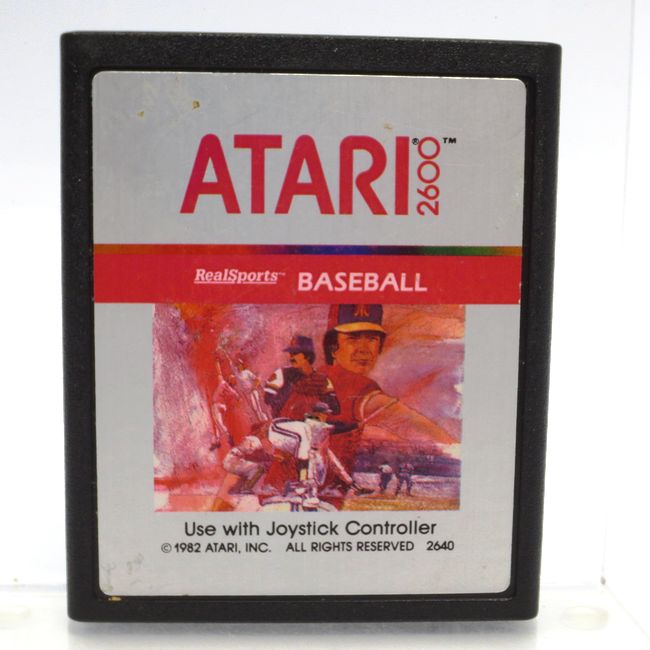 ATARI® 2600™
RealSports™ BASEBALL
Use with Joystick Controller
© 1982 ATARI, INC. ALL RIGHTS RESERVED 2640